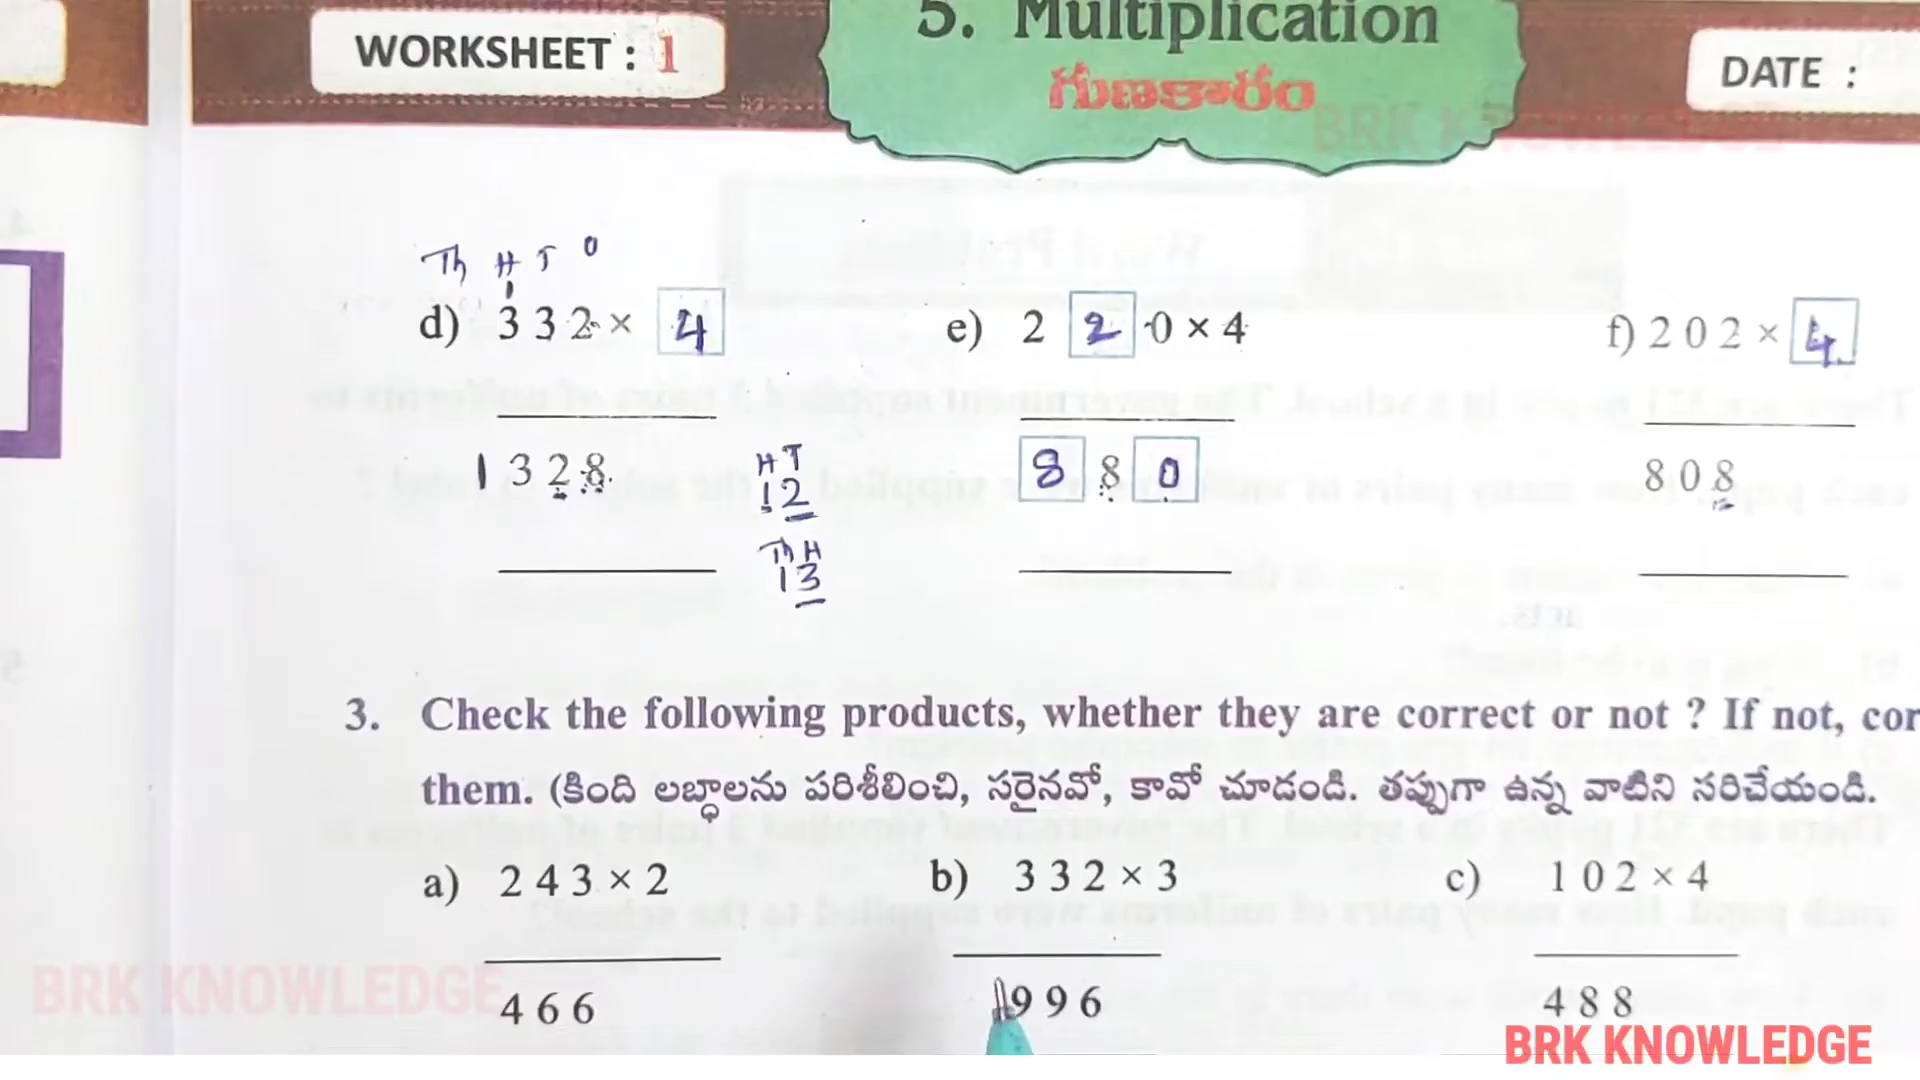 WORKSHEET : 1
5. Multiplication
గుణకారం
DATE :
BRK KNOWLEDGE
Th H T O
1
d) 3 3 2 × 4
e) 2 2 0 × 4
f) 2 0 2 × 4
1 3 2 8
H T
1 2
Th H
1 3
8 8 0
8 0 8
3. Check the following products, whether they are correct or not ? If not, cor
them. (కింది లబ్ధాలను పరిశీలించి, సరైనవో, కావో చూడండి. తప్పుగా ఉన్న వాటిని సరిచేయండి.
a) 2 4 3 × 2
b) 3 3 2 × 3
c) 1 0 2 × 4
4 6 6
9 9 6
4 8 8
BRK KNOWLEDGE
BRK KNOWLEDGE